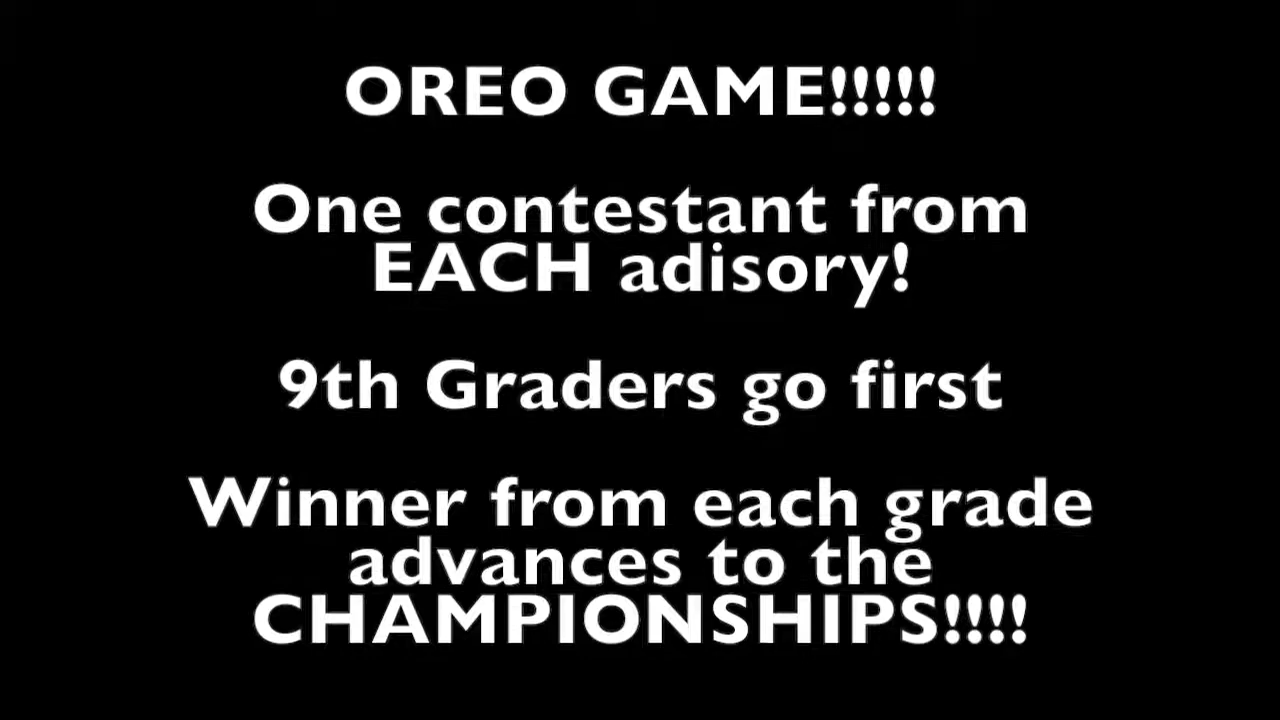 OREO GAME!!!!!
One contestant from
EACH adisory!
9th Graders go first
Winner from each grade
advances to the
CHAMPIONSHIPS!!!!